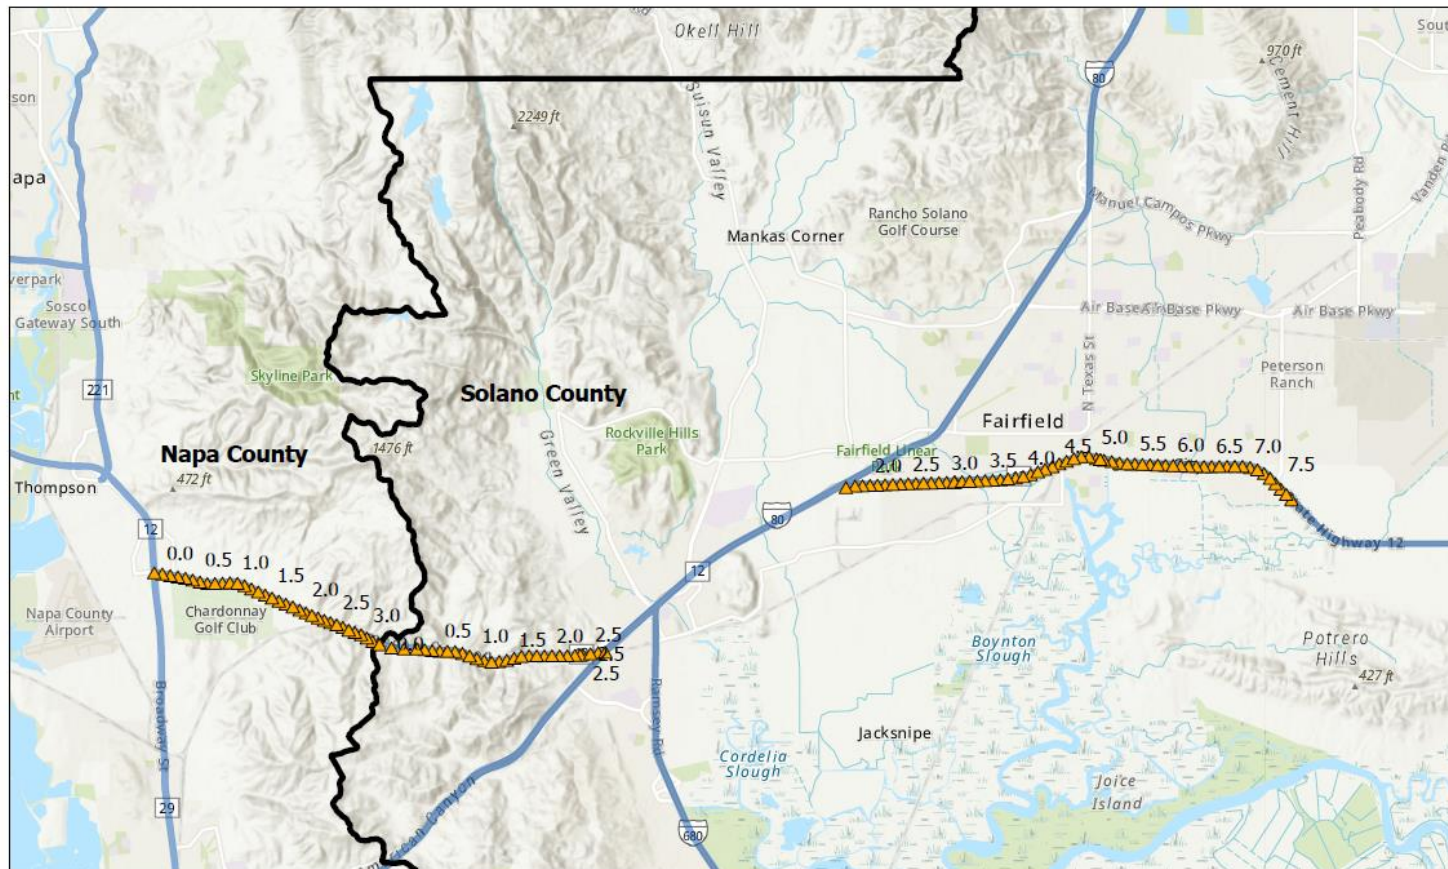 Okell Hill
Sout
970 ft
Cement Hill
80
son
2249 ft
Suisun Valley
apa
Peabody Rd
Manuel Campos Pkwy
Rancho Solano
Golf Course
Mankas Corner
Soscol
Gateway South
Air Base Pkwy
Air Base Pkwy
N Texas St
Peterson
Ranch
Skyline Park
221
Solano County
Fairfield
Napa County
1476 ft
Green Valley
Rockville Hills
Park
Fairfield Linear
472 ft
Thompson
2.0 2.5 3.0 3.5 4.0 4.5 5.0 5.5 6.0 6.5 7.0 7.5
80
12
Highway 12
0.0 0.5 1.0 1.5 2.0 2.5 3.0
12
Napa County
Airport
Chardonnay
Golf Club
0.5 1.0 1.5 2.0 2.5
2.5
Boynton
Slough
Potrero
Hills
427 ft
Broadway St
Ramsey Rd
Jacksnipe
Cordelia
Slough
Joice
Island
29
Canyon
680